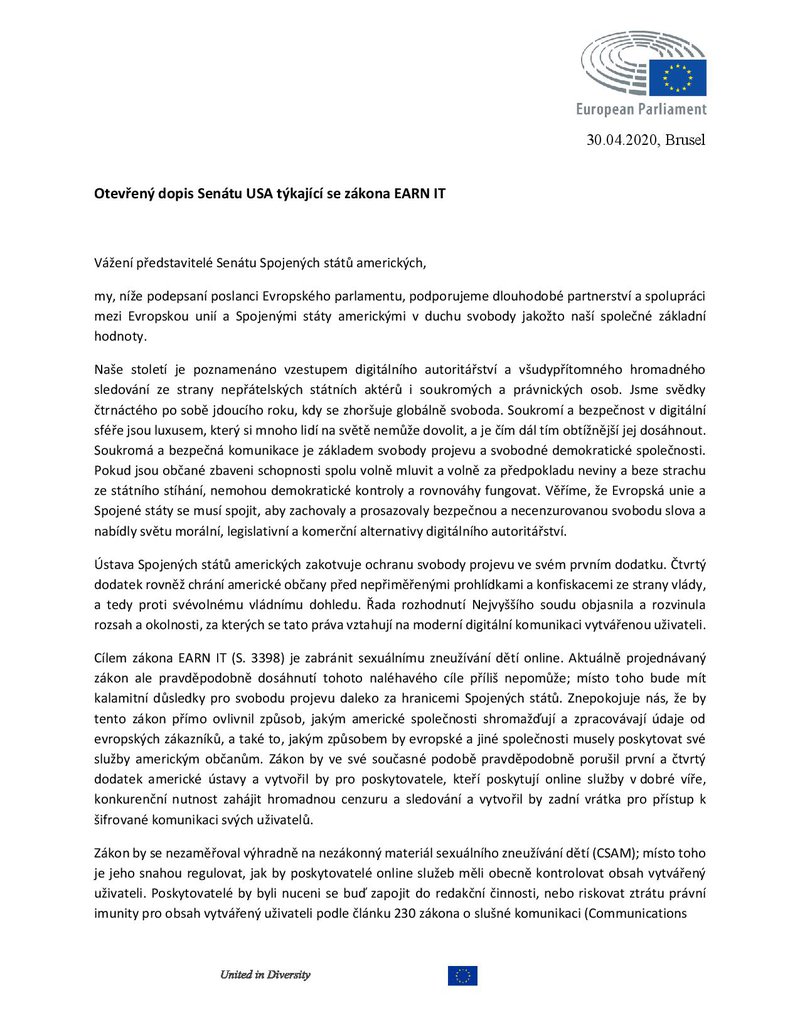 European Parliament
30.04.2020, Brusel
Otevřený dopis Senátu USA týkající se zákona EARN IT
Vážení představitelé Senátu Spojených států amerických,
my, níže podepsaní poslanci Evropského parlamentu, podporujeme dlouhodobé partnerství a spolupráci
mezi Evropskou unií a Spojenými státy americkými v duchu svobody jakožto naší společné základní
hodnoty.
Naše století je poznamenáno vzestupem digitálního autoritářství a všudypřítomného hromadného
sledování ze strany nepřátelských státních aktérů i soukromých a právnických osob. Jsme svědky
čtrnáctého po sobě jdoucího roku, kdy se zhoršuje globálně svoboda. Soukromí a bezpečnost v digitální
sféře jsou luxusem, který si mnoho lidí na světě nemůže dovolit, a je čím dál tím obtížnější jej dosáhnout.
Soukromá a bezpečná komunikace je základem svobody projevu a svobodné demokratické společnosti.
Pokud jsou občané zbaveni schopnosti spolu volně mluvit a volně za předpokladu neviny a beze strachu
ze státního stíhání, nemohou demokratické kontroly a rovnováhy fungovat. Věříme, že Evropská unie a
Spojené státy se musí spojit, aby zachovaly a prosazovaly bezpečnou a necenzurovanou svobodu slova a
nabídly světu morální, legislativní a komerční alternativy digitálního autoritářství.
Ústava Spojených států amerických zakotvuje ochranu svobody projevu ve svém prvním dodatku. Čtvrtý
dodatek rovněž chrání americké občany před nepřiměřenými prohlídkami a konfiskacemi ze strany vlády,
a tedy proti svévolnému vládnímu dohledu. Řada rozhodnutí Nejvyššího soudu objasnila a rozvinula
rozsah a okolnosti, za kterých se tato práva vztahují na moderní digitální komunikaci vytvářenou uživateli.
Cílem zákona EARN IT (S. 3398) je zabránit sexuálnímu zneužívání dětí online. Aktuálně projednávaný
zákon ale pravděpodobně dosáhnutí tohoto naléhavého cíle příliš nepomůže; místo toho bude mít
kalamitní důsledky pro svobodu projevu daleko za hranicemi Spojených států. Znepokojuje nás, že by
tento zákon přímo ovlivnil způsob, jakým americké společnosti shromažďují a zpracovávají údaje od
evropských zákazníků, a také to, jakým způsobem by evropské a jiné společnosti musely poskytovat své
služby americkým občanům. Zákon by ve své současné podobě pravděpodobně porušil první a čtvrtý
dodatek americké ústavy a vytvořil by pro poskytovatele, kteří poskytují online služby v dobré víře,
konkurenční nutnost zahájit hromadnou cenzuru a sledování a vytvořil by zadní vrátka pro přístup k
šifrované komunikaci svých uživatelů.
Zákon by se nezaměřoval výhradně na nezákonný materiál sexuálního zneužívání dětí (CSAM); místo toho
je jeho snahou regulovat, jak by poskytovatelé online služeb měli obecně kontrolovat obsah vytvářený
uživateli. Poskytovatelé by byli nuceni se buď zapojit do redakční činnosti, nebo riskovat ztrátu právní
imunity pro obsah vytvářený uživateli podle článku 230 zákona o slušné komunikaci (Communications
United in Diversity